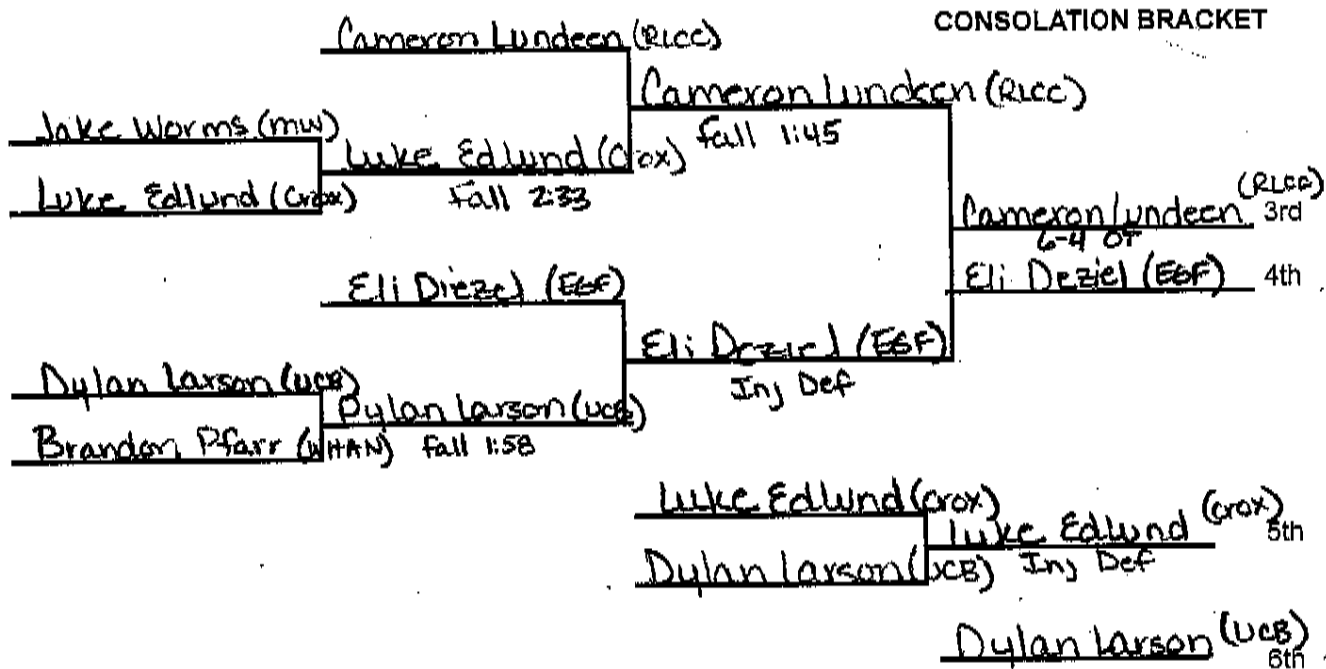 CONSOLATION BRACKET
Cameron Lundeen (RLCC)
Cameron Lundeen (RLCC)
fall 1:45
Jake Worms (MW)
Luke Edlund (Crox)
Fall 2:33
Luke Edlund (Crox)
Cameron Lundeen (RLCC) 3rd
6-4 OT
Eli Deziel (EGF) 4th
Eli Diezel (EGF)
Eli Deziel (EGF)
Inj Def
Dylan Larson (UCB)
Dylan Larson (UCB)
fall 1:58
Brandon Pfarr (WHAN)
Luke Edlund (Crox)
Luke Edlund (Crox) 5th
Inj Def
Dylan Larson (UCB)
Dylan Larson (UCB) 6th